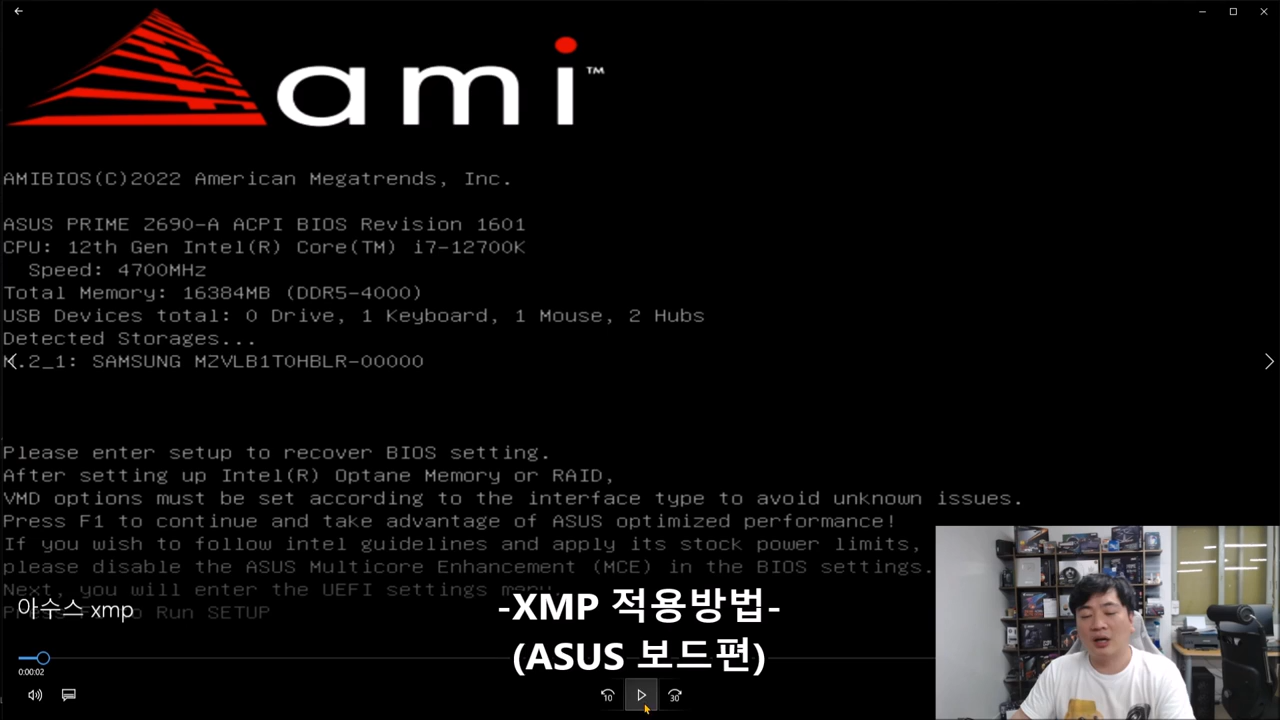 ami™
AMIBIOS(C)2022 American Megatrends, Inc.
ASUS PRIME Z690-A ACPI BIOS Revision 1601
CPU: 12th Gen Intel(R) Core(TM) i7-12700K
Speed: 4700MHz
Total Memory: 16384MB (DDR5-4000)
USB Devices total: 0 Drive, 1 Keyboard, 1 Mouse, 2 Hubs
Detected Storages...
.2_1: SAMSUNG MZVLB1T0HBLR-00000
Please enter setup to recover BIOS setting.
After setting up Intel(R) Optane Memory or RAID,
VMD options must be set according to the interface type to avoid unknown issues.
Press F1 to continue and take advantage of ASUS optimized performance!
If you wish to follow intel guidelines and apply its stock power limits,
please disable the ASUS Multicore Enhancement (MCE) in the BIOS settings.
Next, you will enter the UEFI settings menu.
Run SETUP
아수스 xmp
-XMP 적용방법-
(ASUS 보드편)
0:00:02
10
30